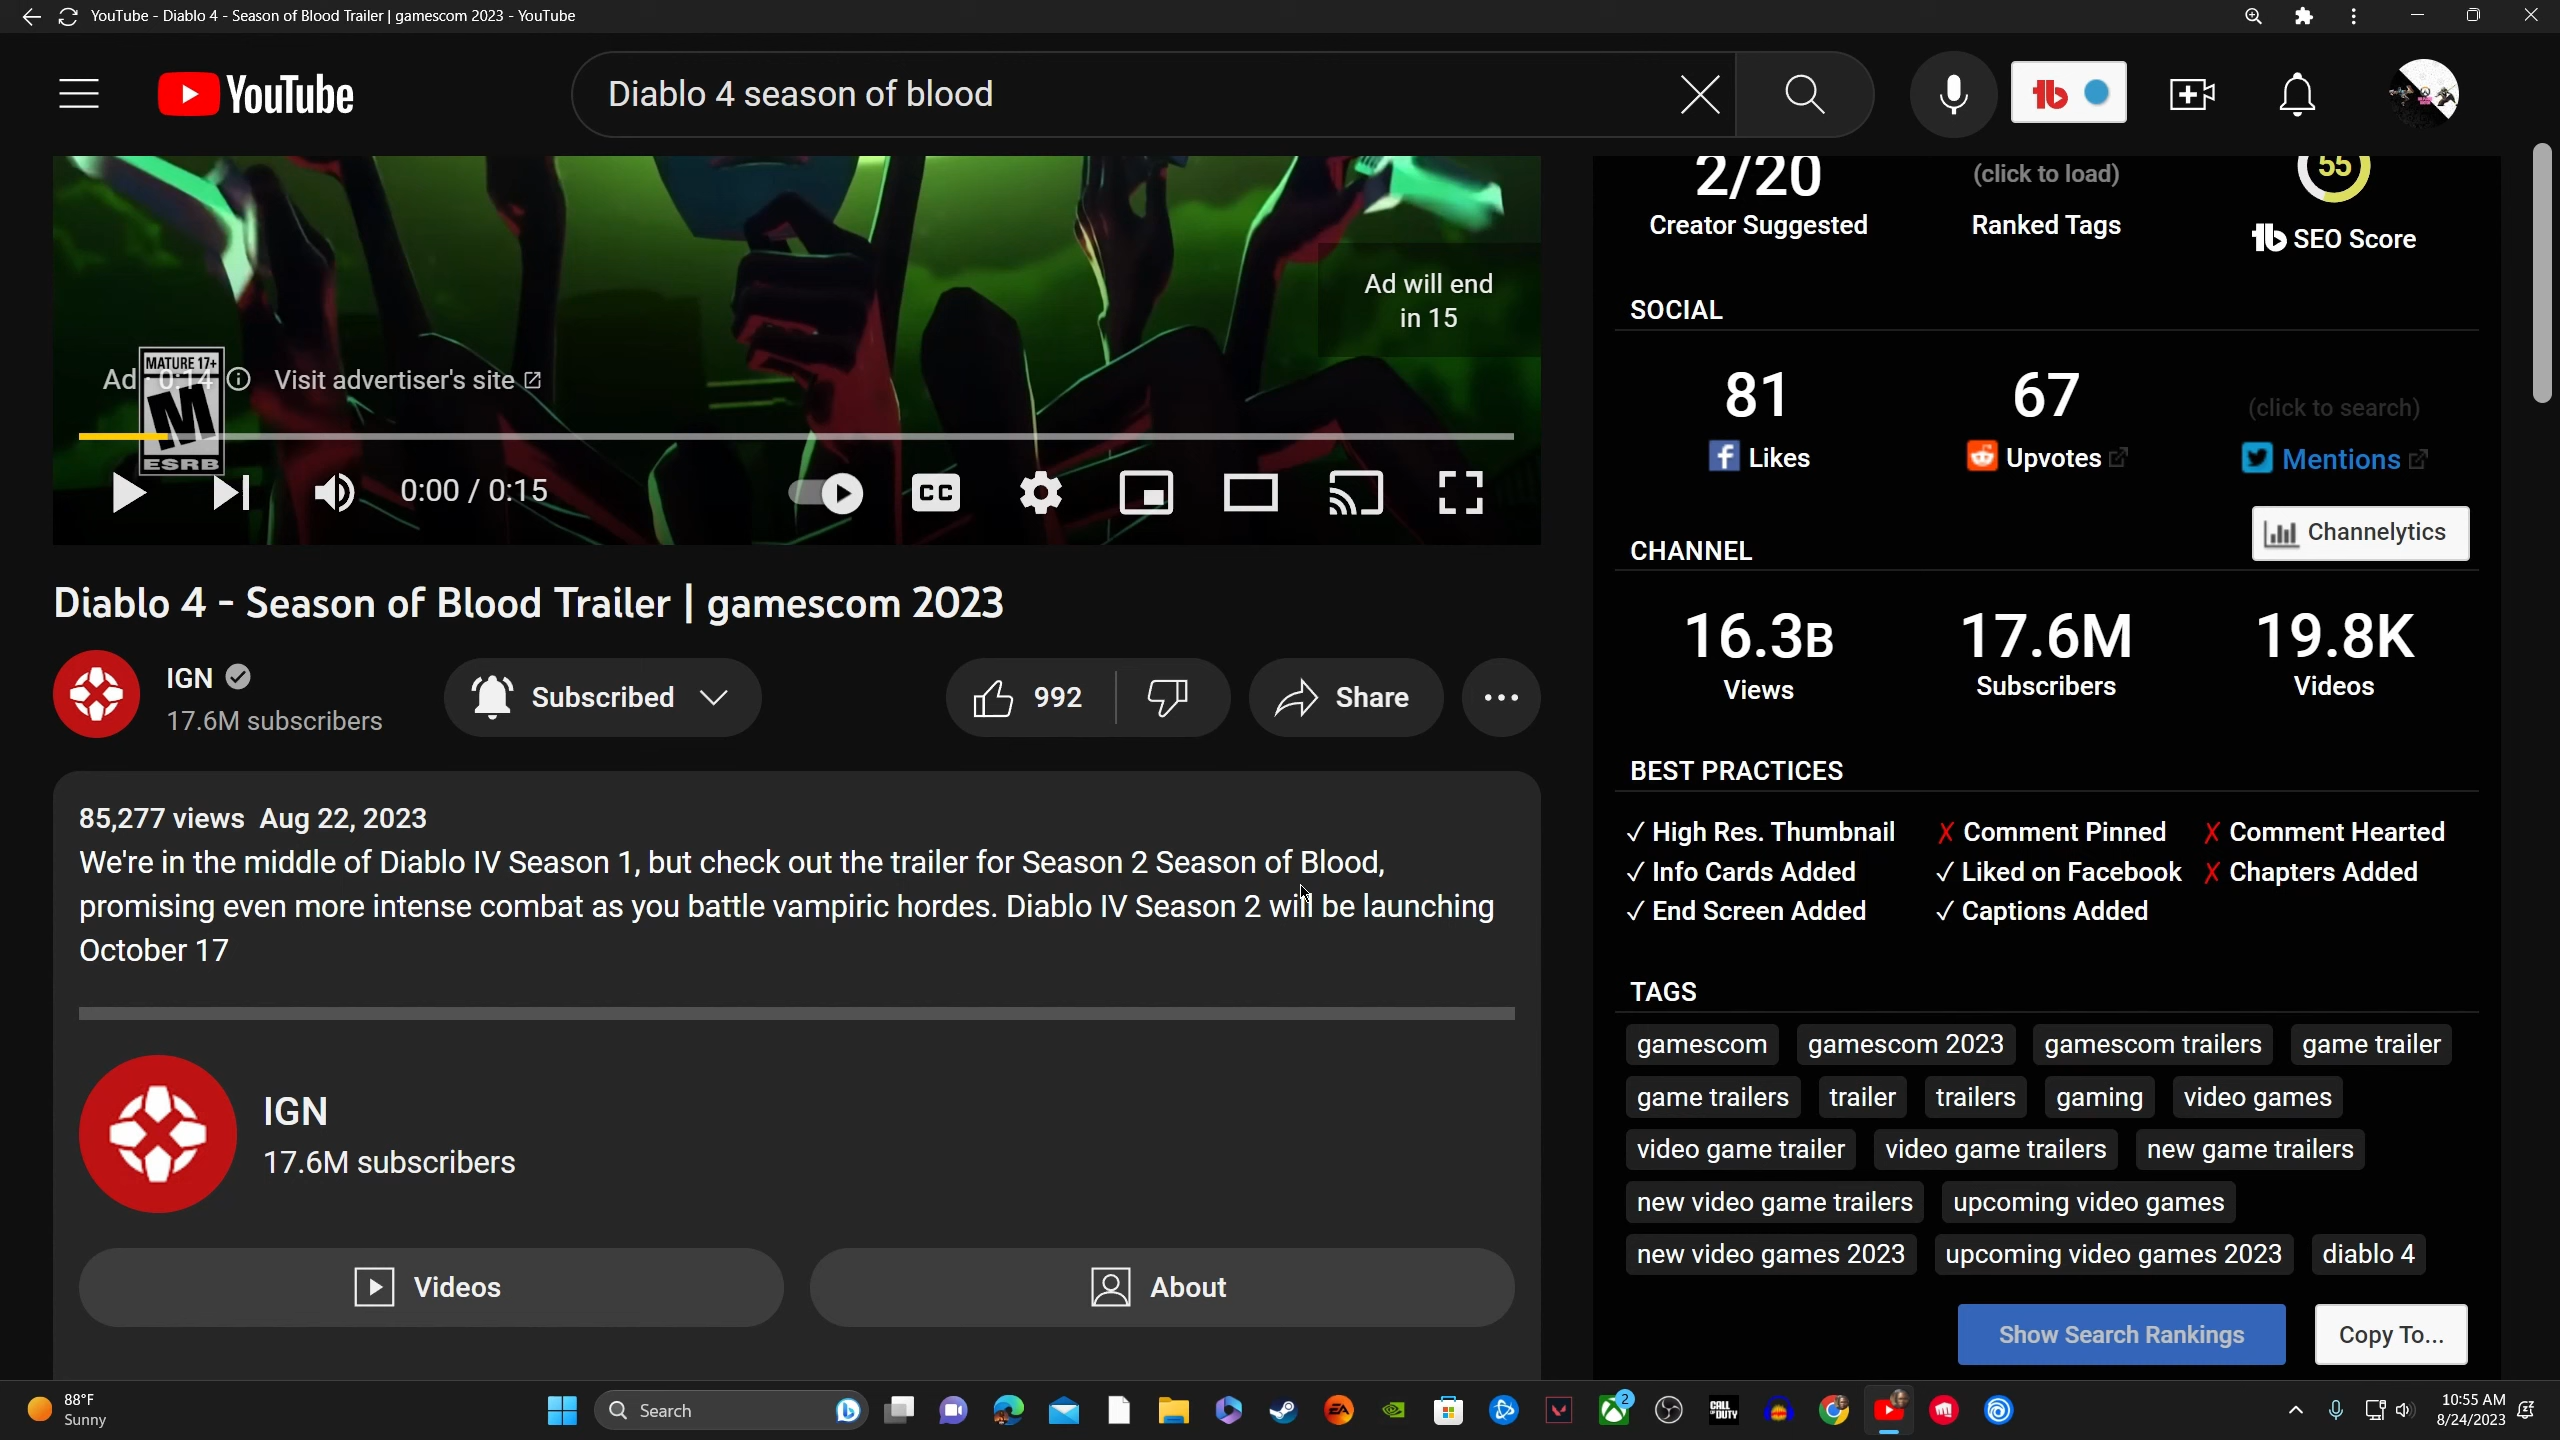 YouTube - Diablo 4 - Season of Blood Trailer | gamescom 2023 - YouTube
YouTube
Diablo 4 season of blood
Ad will end
in 15
MATURE 17+
M
ESRB
Ad · 0:14
Visit advertiser's site
0:00 / 0:15
CC
Diablo 4 - Season of Blood Trailer | gamescom 2023
IGN
17.6M subscribers
Subscribed
992
Share
85,277 views Aug 22, 2023
We're in the middle of Diablo IV Season 1, but check out the trailer for Season 2 Season of Blood,
promising even more intense combat as you battle vampiric hordes. Diablo IV Season 2 will be launching
October 17
IGN
17.6M subscribers
Videos
About
2/20
Creator Suggested
(click to load)
Ranked Tags
55
tb SEO Score
SOCIAL
81
Likes
67
Upvotes
(click to search)
Mentions
CHANNEL
Channelytics
16.3B
Views
17.6M
Subscribers
19.8K
Videos
BEST PRACTICES
✓ High Res. Thumbnail ✗ Comment Pinned ✗ Comment Hearted
✓ Info Cards Added ✓ Liked on Facebook ✗ Chapters Added
✓ End Screen Added ✓ Captions Added
TAGS
gamescom gamescom 2023 gamescom trailers game trailer
game trailers trailer trailers gaming video games
video game trailer video game trailers new game trailers
new video game trailers upcoming video games
new video games 2023 upcoming video games 2023 diablo 4
Show Search Rankings Copy To...
88°F
Sunny
Search
EA
2
CALL OF DUTY
10:55 AM
8/24/2023